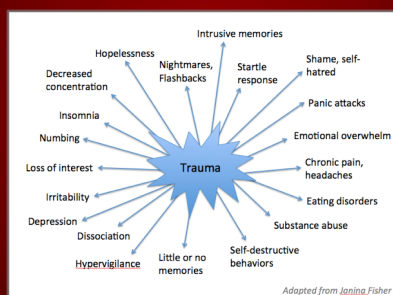 Intrusive memories
Hopelessness
Nightmares,
Flashbacks
Startle
response
Shame, self-
hatred
Decreased
concentration
Panic attacks
Insomnia
Emotional overwhelm
Numbing
Trauma
Chronic pain,
headaches
Loss of interest
Irritability
Eating disorders
Depression
Substance abuse
Dissociation
Self-destructive
behaviors
Hypervigilance
Little or no
memories
Adapted from Janina Fisher